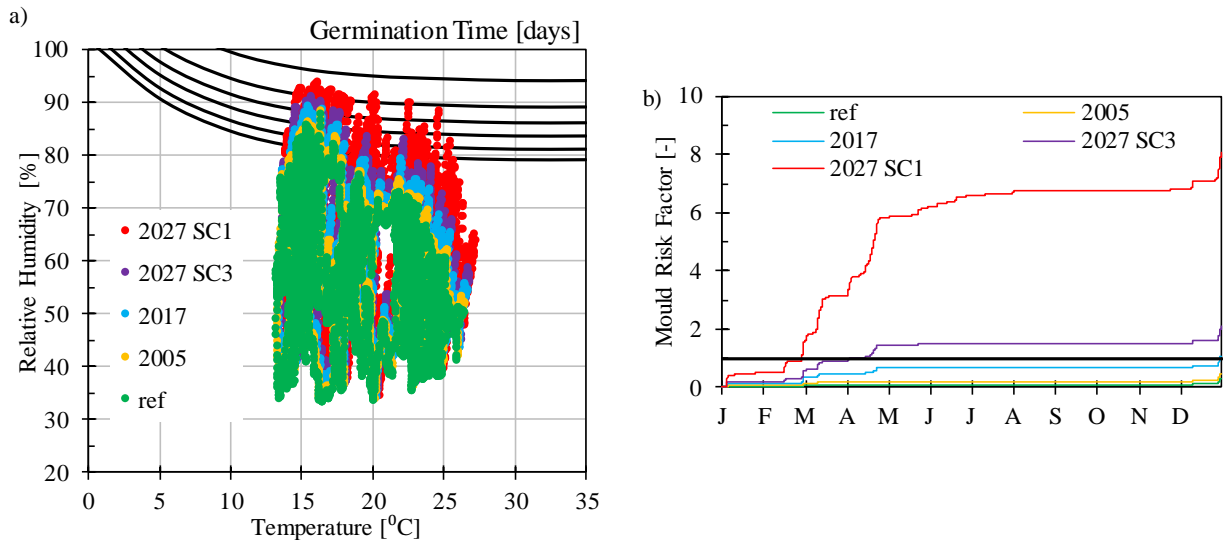 a)
Germination Time [days]
100
90
80
70
60
50
40
30
20
Relative Humidity [%]
2027 SC1
2027 SC3
2017
2005
ref
0 5 10 15 20 25 30 35
Temperature [⁰C]
b)
10
8
6
4
2
0
Mould Risk Factor [-]
ref 2005
2017 2027 SC3
2027 SC1
J F M A M J J A S O N D